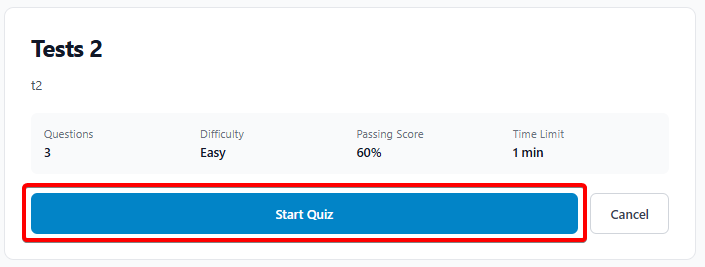 Tests 2
t2
Questions
3
Difficulty
Easy
Passing Score
60%
Time Limit
1 min
Start Quiz
Cancel